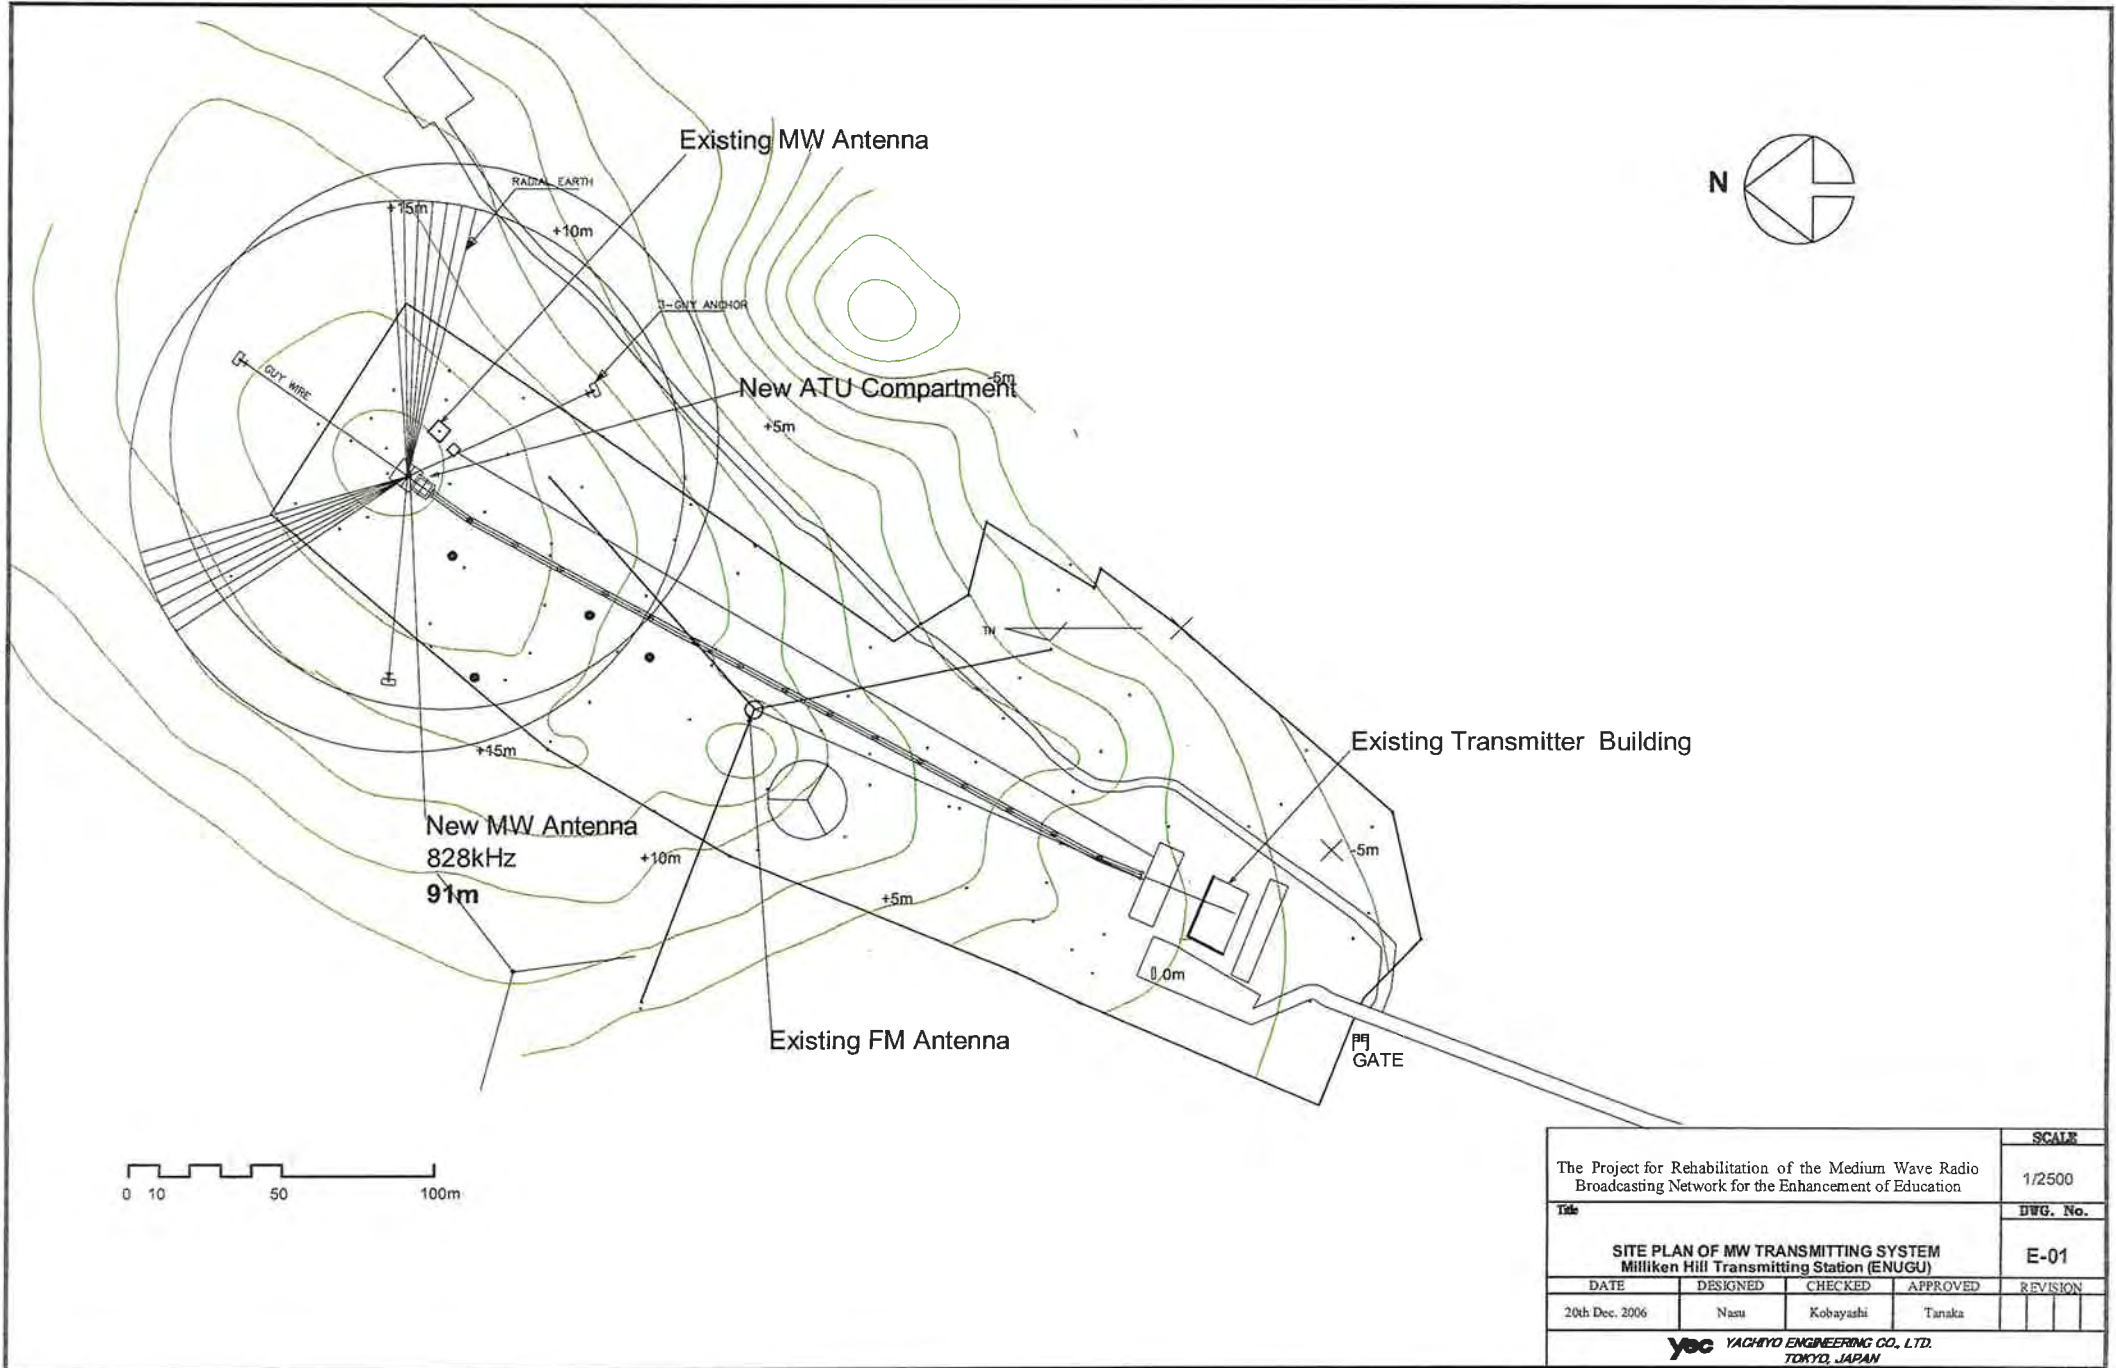 Existing MW Antenna
N
RADIAL EARTH
+15m
+10m
3-GUY ANCHOR
GUY WIRE
New ATU Compartment
-5m
+5m
TN
Existing Transmitter Building
+15m
New MW Antenna
828kHz
91m
+10m
-5m
+5m
0.0m
Existing FM Antenna
門
GATE
0 10 50 100m
The Project for Rehabilitation of the Medium Wave Radio
Broadcasting Network for the Enhancement of Education
SCALE
1/2500
Title
DWG. No.
SITE PLAN OF MW TRANSMITTING SYSTEM
Milliken Hill Transmitting Station (ENUGU)
E-01
DATE DESIGNED CHECKED APPROVED REVISION
20th Dec. 2006 Nasu Kobayashi Tanaka
yec YACHIYO ENGINEERING CO., LTD.
TOKYO, JAPAN